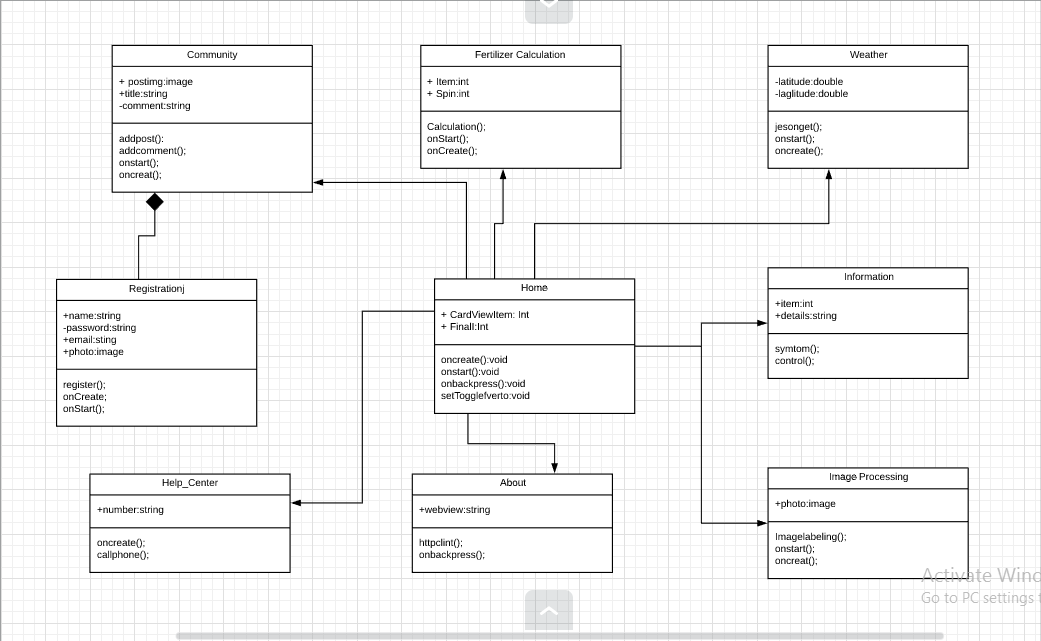 Community
+ postimg:image
+title:string
-comment:string
addpost():
addcomment();
onstart();
oncreat();
Fertilizer Calculation
+ Item:int
+ Spin:int
Calculation();
onStart();
onCreate();
Weather
-latitude:double
-laglitude:double
jesonget();
onstart();
oncreate();
Registrationj
+name:string
-password:string
+email:sting
+photo:image
register();
onCreate;
onStart();
Home
+ CardViewItem: Int
+ Finall:Int
oncreate():void
onstart():void
onbackpress():void
setTogglefverto:void
Information
+item:int
+details:string
symtom();
control();
Help_Center
+number:string
oncreate();
callphone();
About
+webview:string
httpclint();
onbackpress();
Image Processing
+photo:image
Imagelabeling();
onstart();
oncreat();
Activate Winc
Go to PC settings t